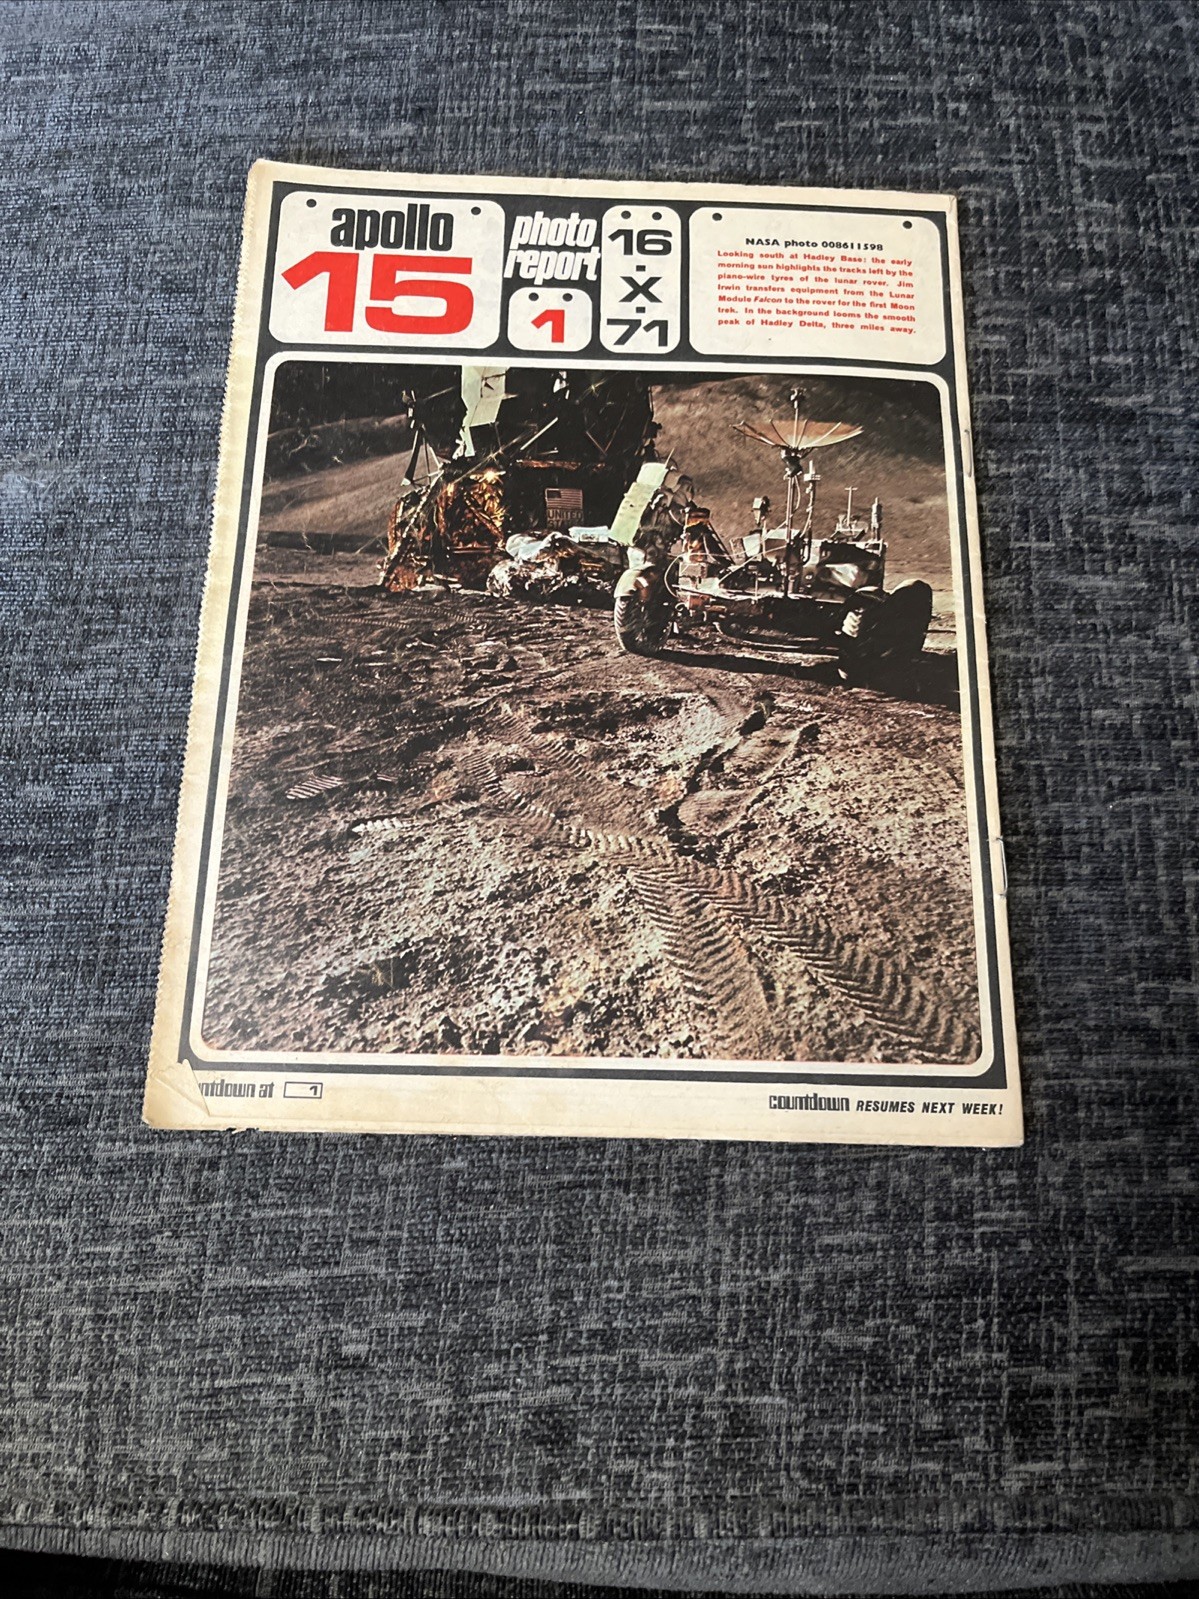 apollo
15
photo
report
1
16
·
X
·
71
NASA photo 008611598
Looking south at Hadley Base: the early
morning sun highlights the tracks left by the
piano-wire tyres of the lunar rover. Jim
Irwin transfers equipment from the Lunar
Module Falcon to the rover for the first Moon
trek. In the background looms the smooth
peak of Hadley Delta, three miles away.
UNITED
ntdown at 1
countdown RESUMES NEXT WEEK!